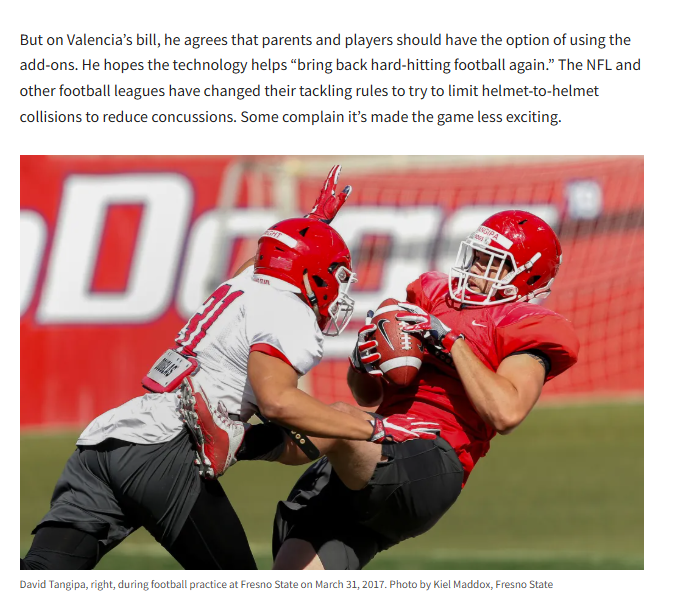 But on Valencia’s bill, he agrees that parents and players should have the option of using the
add-ons. He hopes the technology helps “bring back hard-hitting football again.” The NFL and
other football leagues have changed their tackling rules to try to limit helmet-to-helmet
collisions to reduce concussions. Some complain it’s made the game less exciting.
DOGS
31
David Tangipa, right, during football practice at Fresno State on March 31, 2017. Photo by Kiel Maddox, Fresno State